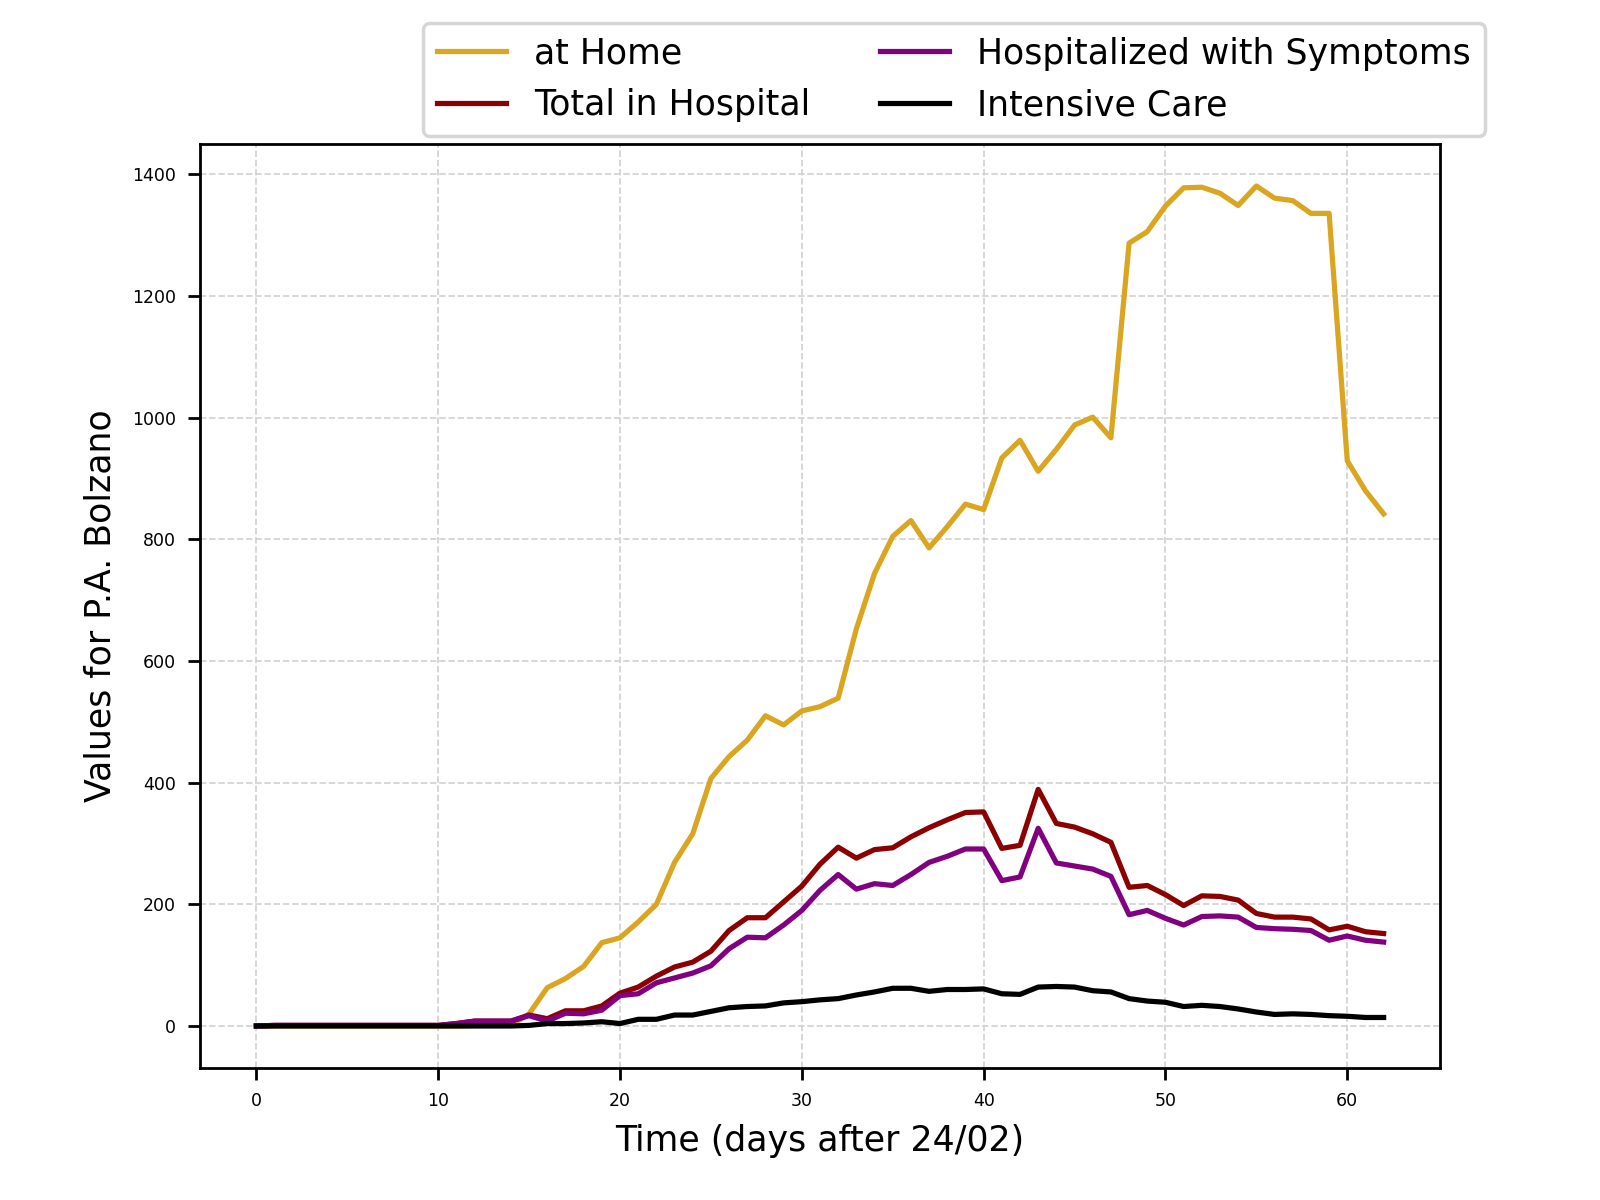 at Home
Total in Hospital
Hospitalized with Symptoms
Intensive Care
1400
1200
1000
800
600
400
200
0
Values for P.A. Bolzano
0 10 20 30 40 50 60
Time (days after 24/02)